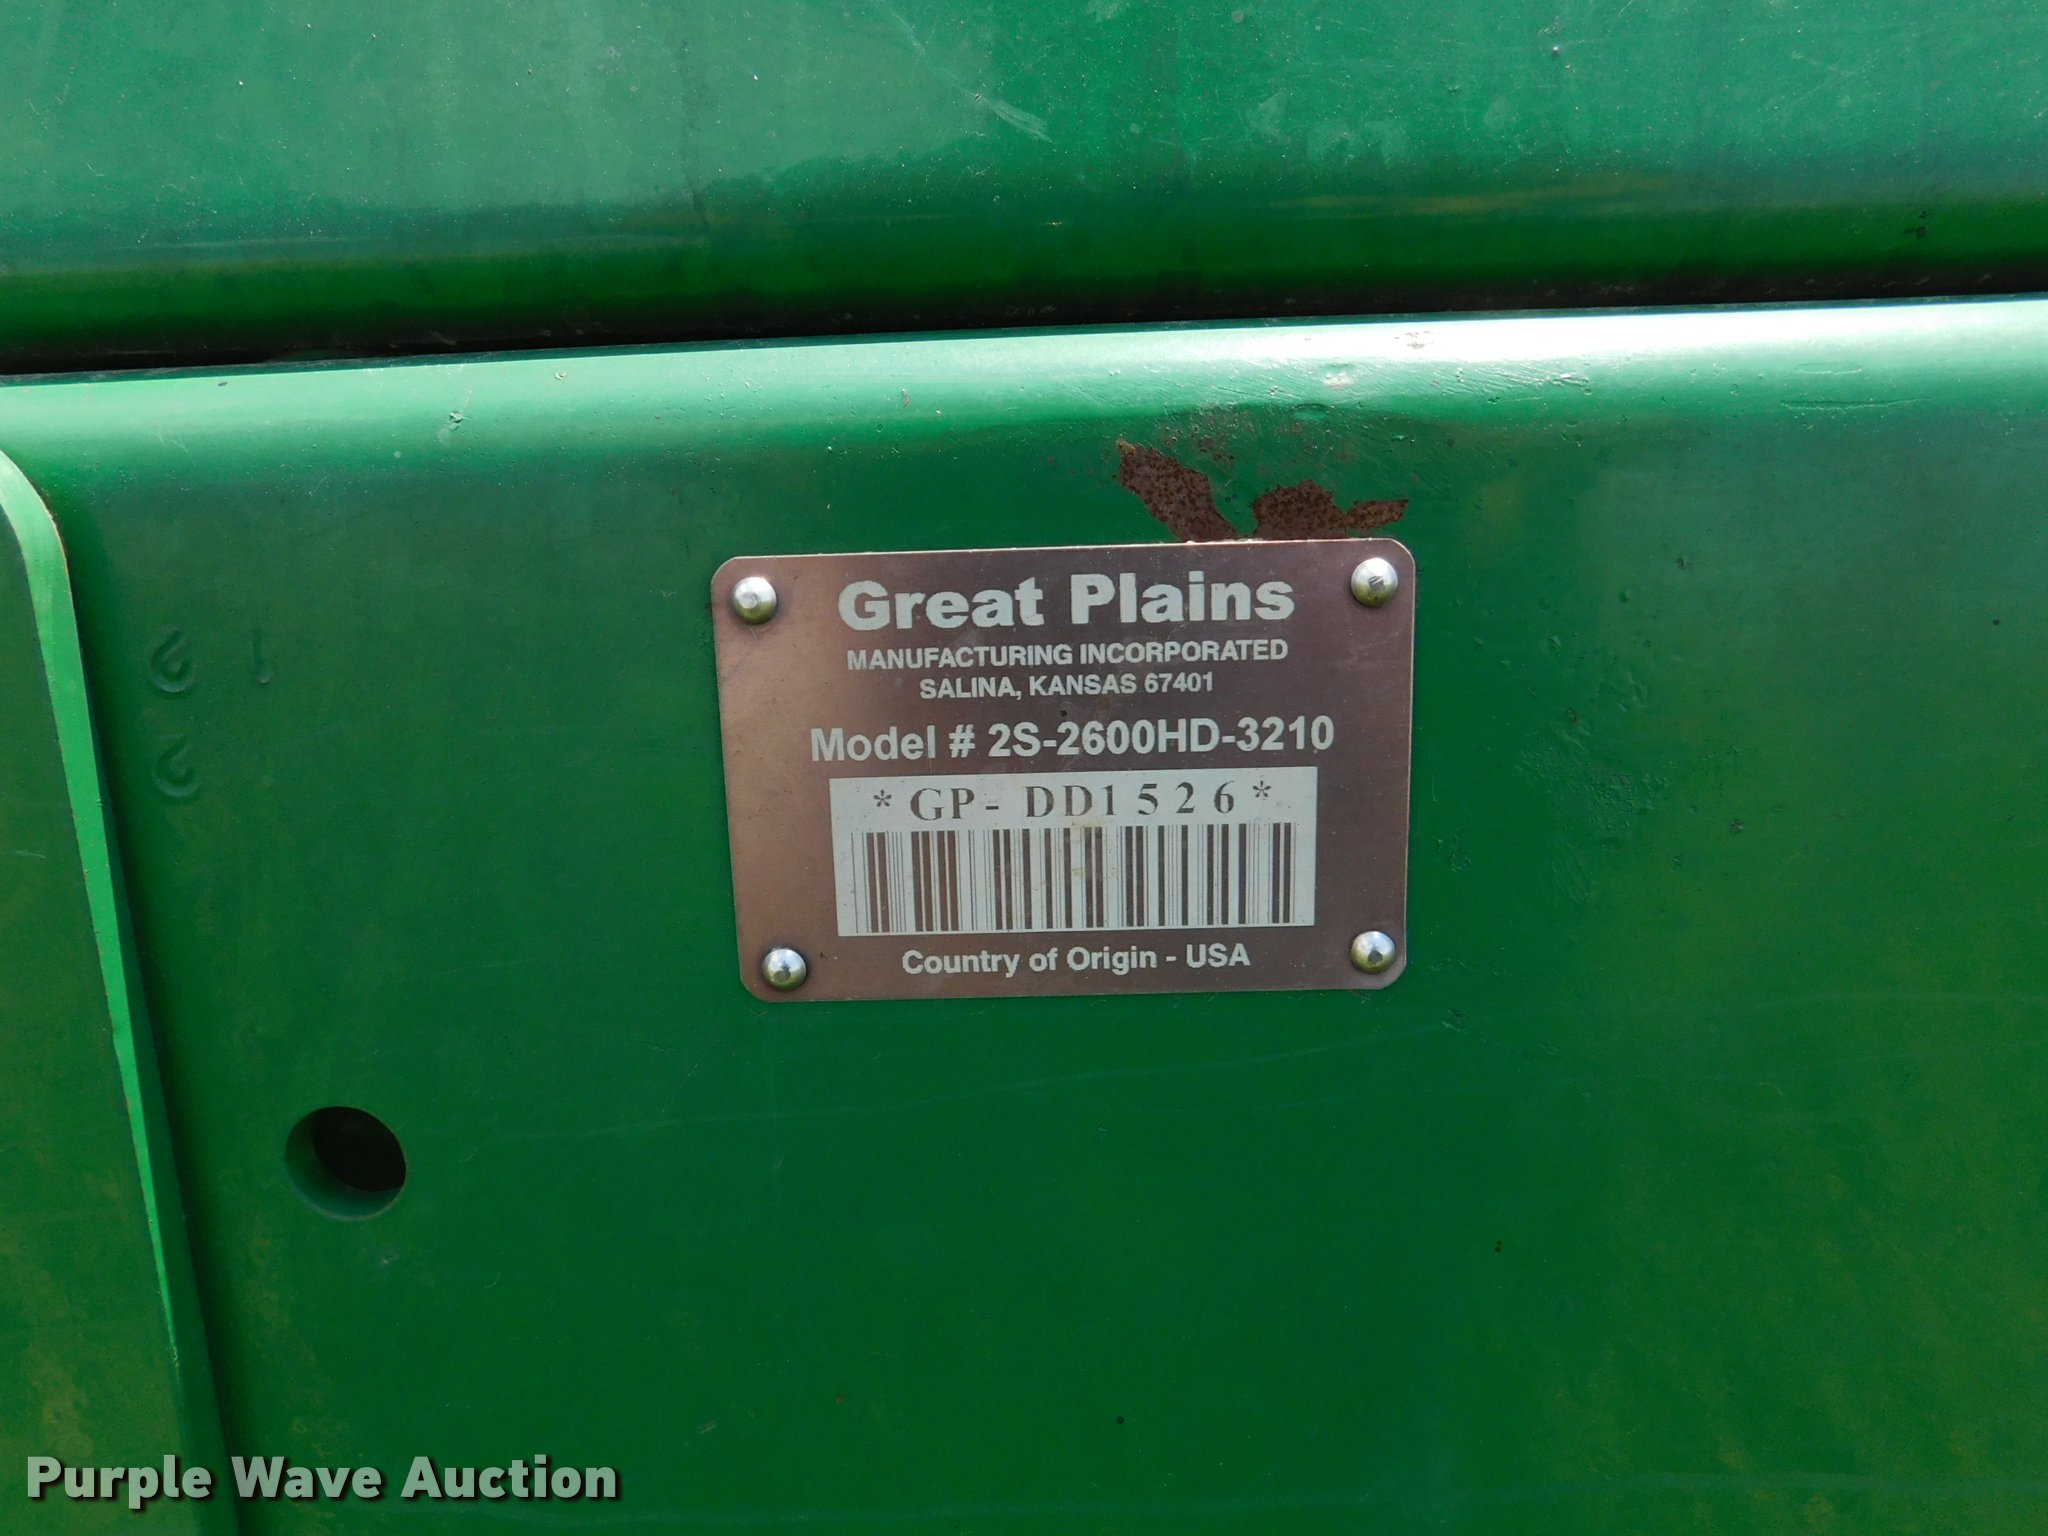 Great Plains
MANUFACTURING INCORPORATED
SALINA, KANSAS 67401
Model # 2S-2600HD-3210
*GP-DD1526*
Country of Origin - USA
Purple Wave Auction